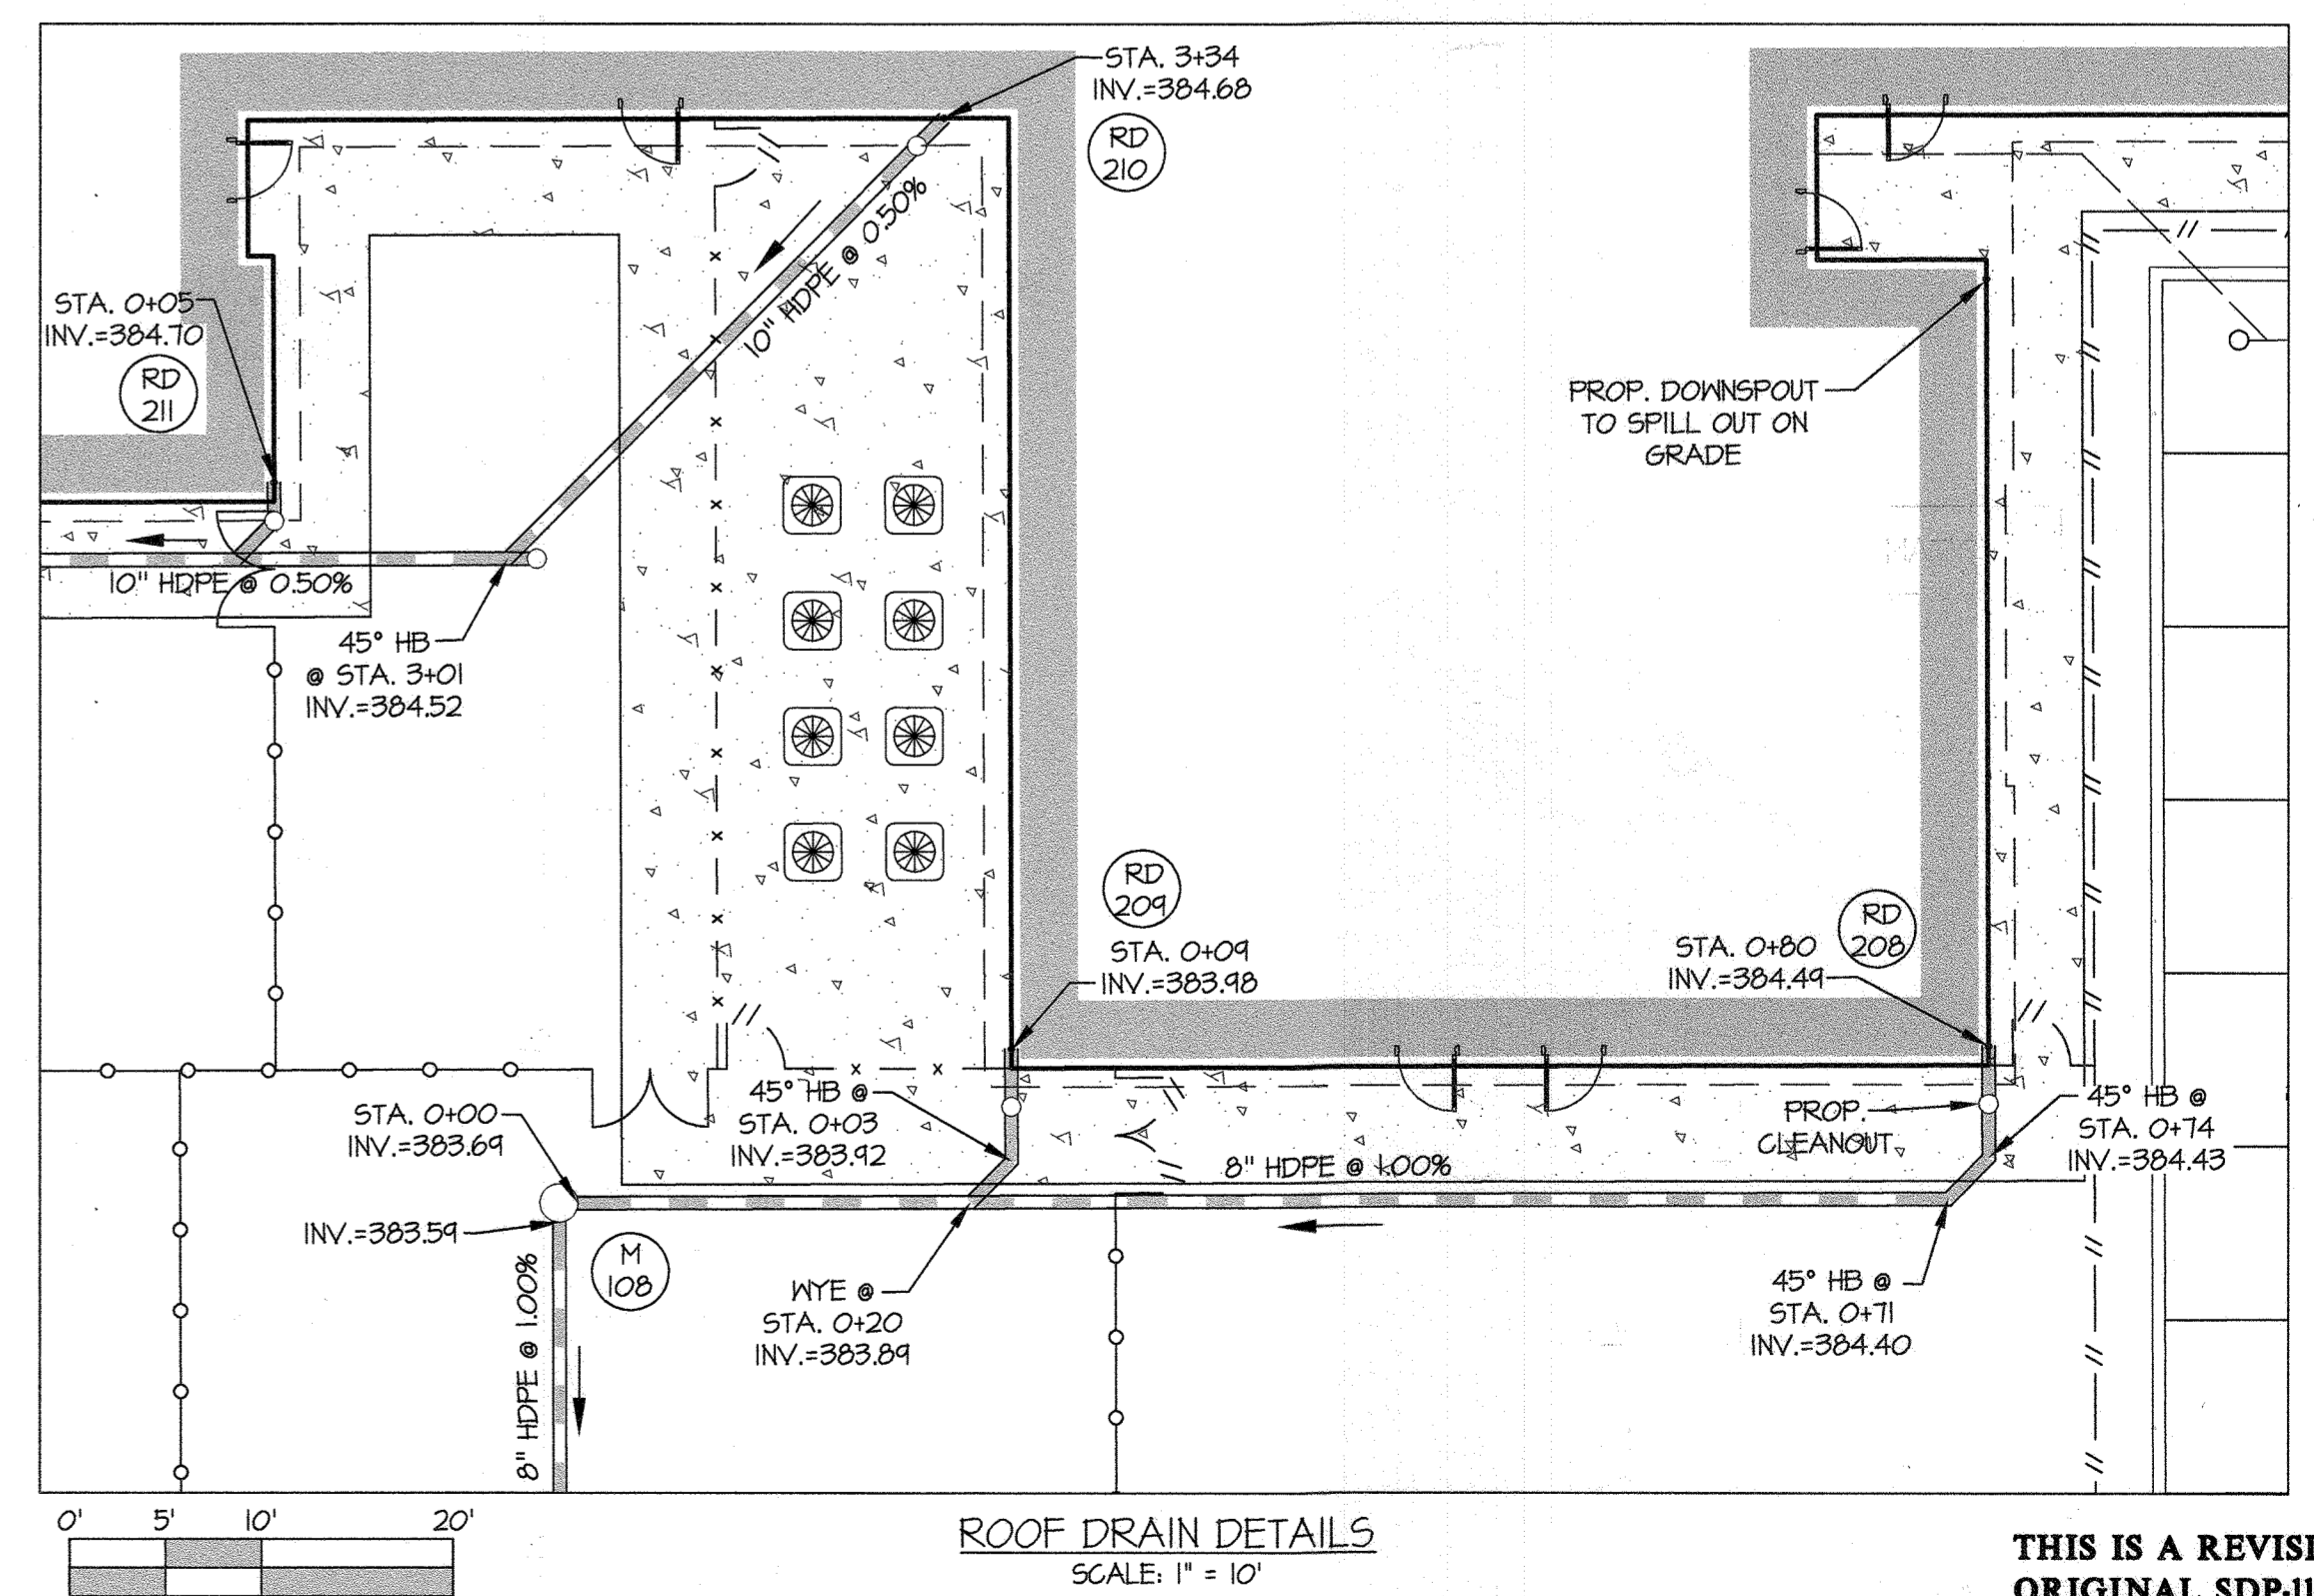 STA. 3+34
INV.=384.68
RD
210
10" HDPE @ 0.50%
STA. 0+05
INV.=384.70
RD
211
10" HDPE @ 0.50%
45° HB
@ STA. 3+01
INV.=384.52
PROP. DOWNSPOUT
TO SPILL OUT ON
GRADE
RD
209
STA. 0+09
INV.=383.98
RD
208
STA. 0+80
INV.=384.49
STA. 0+00
INV.=383.69
45° HB @
STA. 0+03
INV.=383.92
8" HDPE @ 1.00%
PROP.
CLEANOUT
45° HB @
STA. 0+74
INV.=384.43
INV.=383.59
M
108
8" HDPE @ 1.00%
WYE @
STA. 0+20
INV.=383.89
45° HB @
STA. 0+71
INV.=384.40
0' 5' 10' 20'
ROOF DRAIN DETAILS
SCALE: 1" = 10'
THIS IS A REVISI
ORIGINAL SDP-11